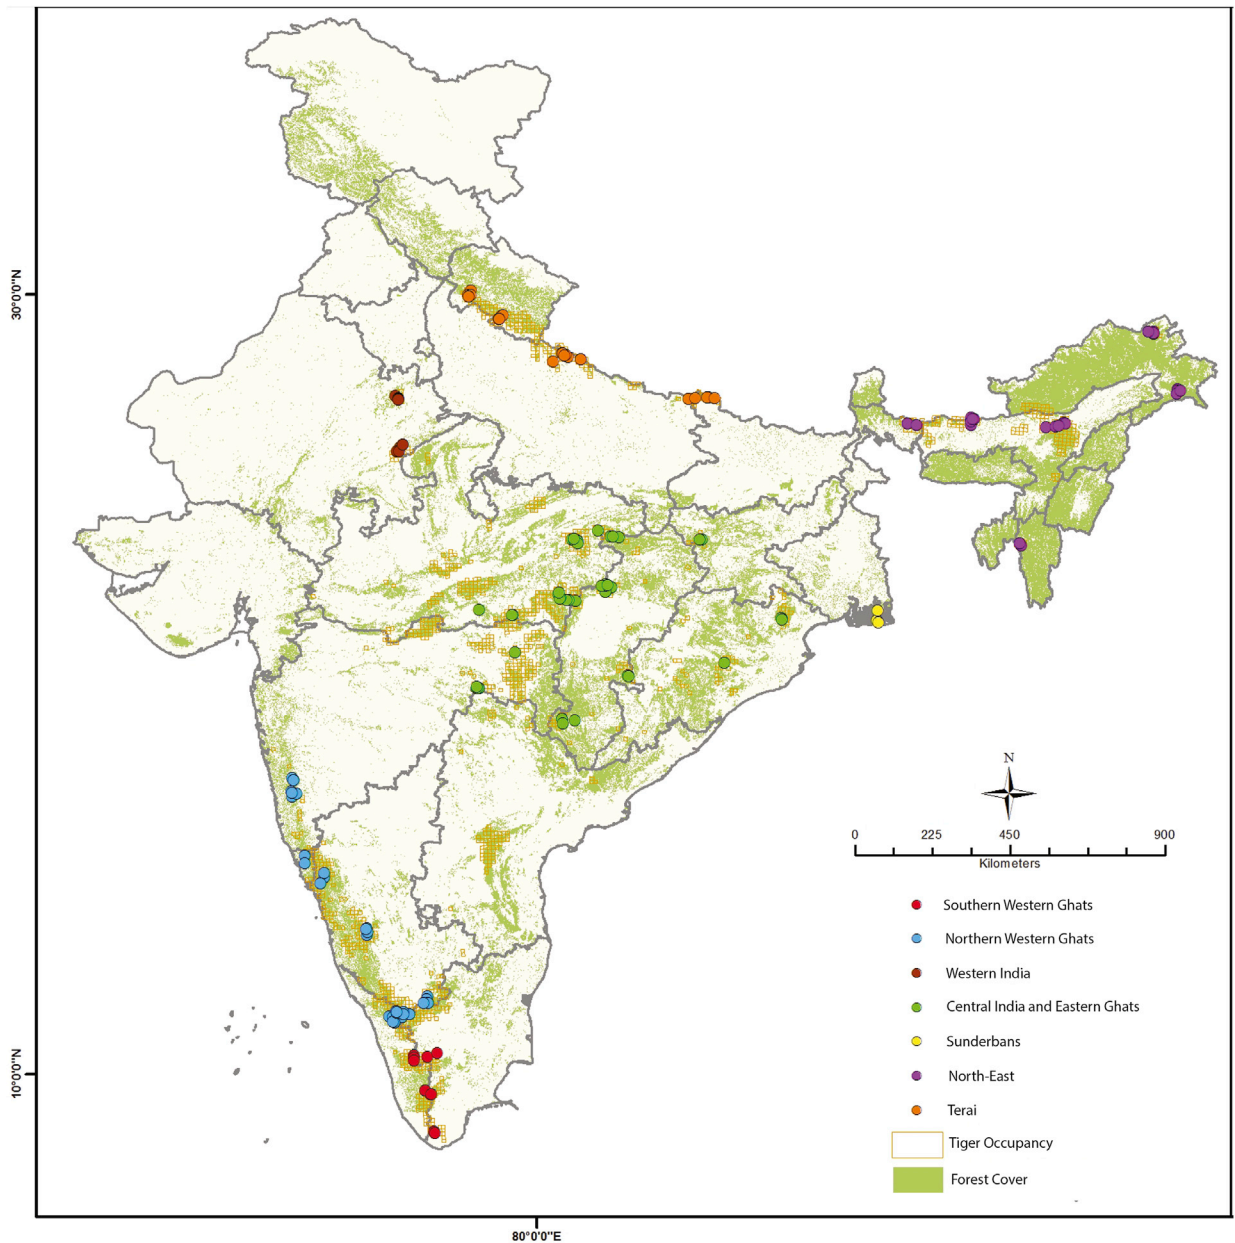 30°0'0"N
N
0 225 450 900
Kilometers
Southern Western Ghats
Northern Western Ghats
Western India
Central India and Eastern Ghats
Sunderbans
10°0'0"N
North-East
Terai
Tiger Occupancy
Forest Cover
80°0'0"E